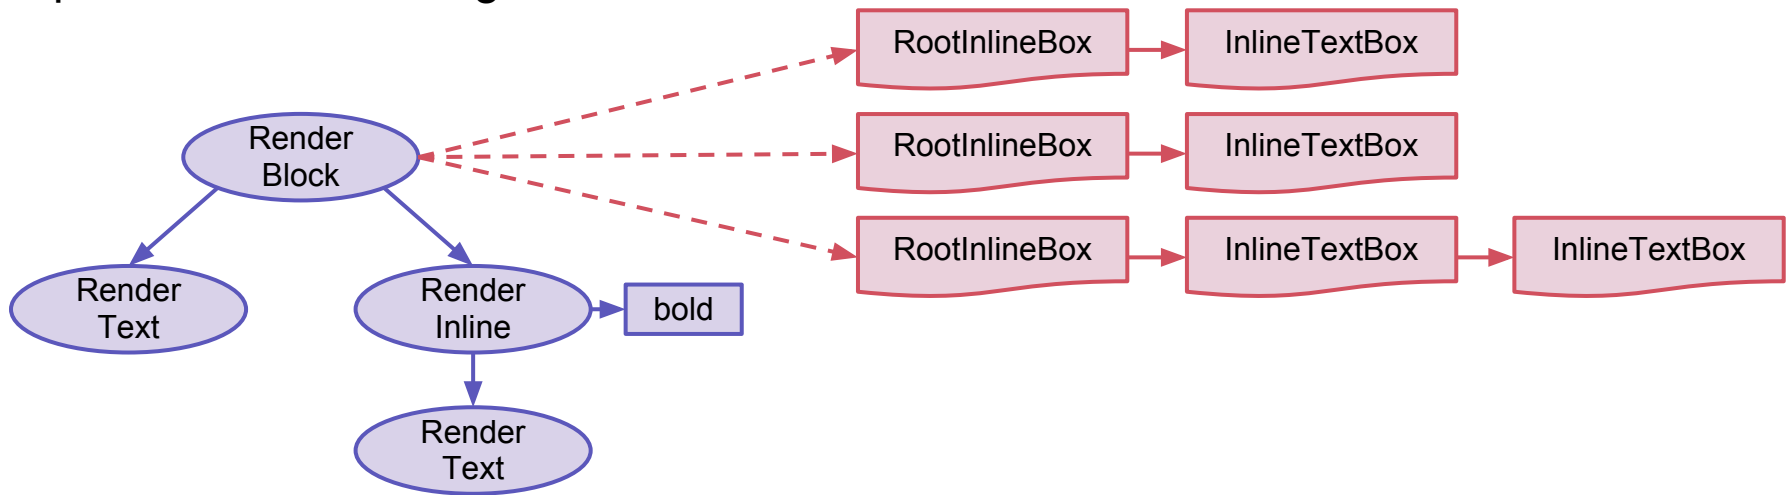 RootInlineBox
InlineTextBox
Render
Block
RootInlineBox
InlineTextBox
RootInlineBox
InlineTextBox
InlineTextBox
Render
Text
Render
Inline
bold
Render
Text